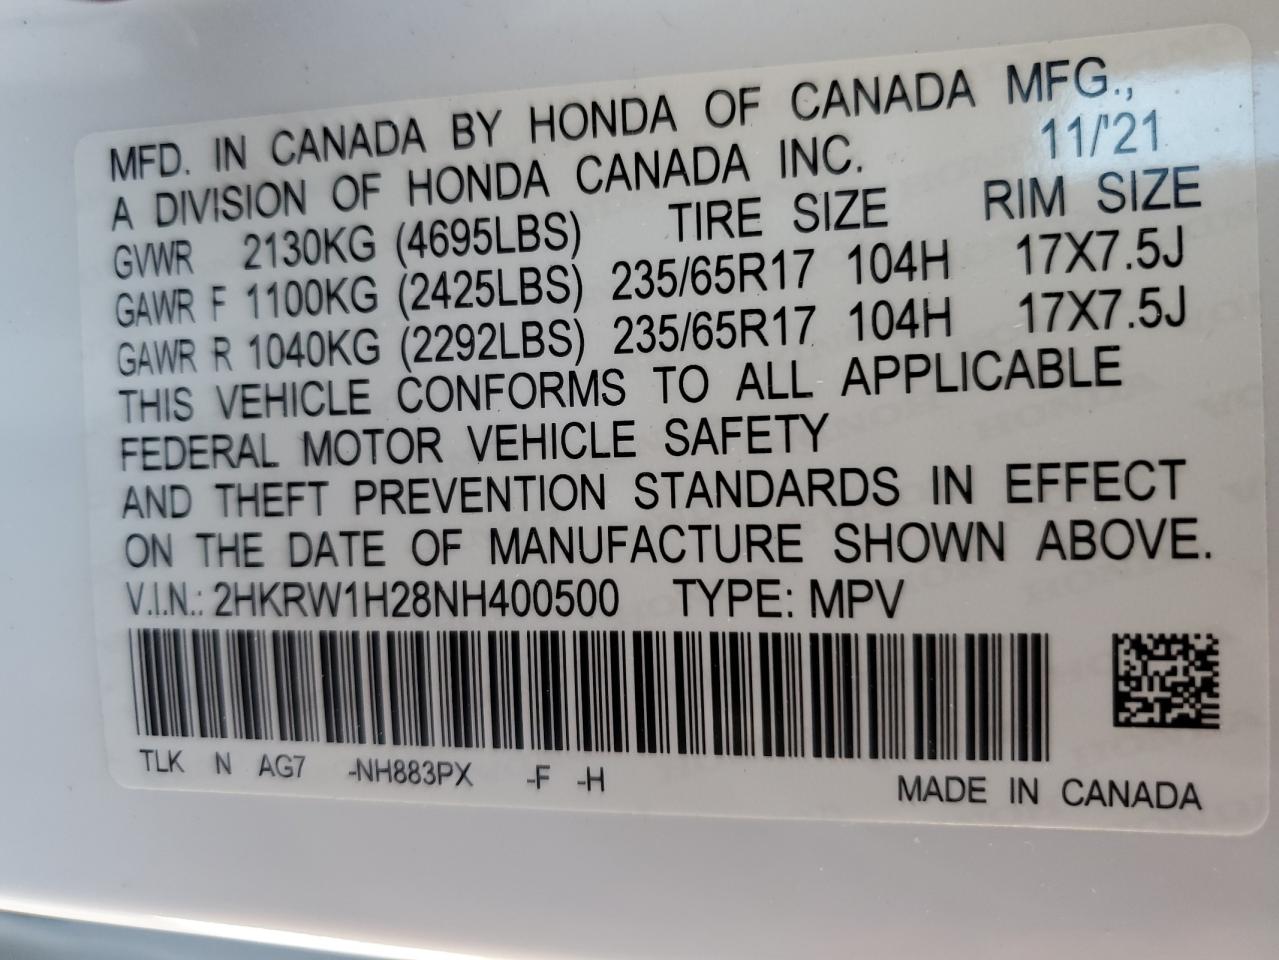 MFD. IN CANADA BY HONDA OF CANADA MFG.,
A DIVISION OF HONDA CANADA INC. 11/'21
GVWR 2130KG (4695LBS) TIRE SIZE RIM SIZE
GAWR F 1100KG (2425LBS) 235/65R17 104H 17X7.5J
GAWR R 1040KG (2292LBS) 235/65R17 104H 17X7.5J
THIS VEHICLE CONFORMS TO ALL APPLICABLE
FEDERAL MOTOR VEHICLE SAFETY
AND THEFT PREVENTION STANDARDS IN EFFECT
ON THE DATE OF MANUFACTURE SHOWN ABOVE.
V.I.N.: 2HKRW1H28NH400500 TYPE: MPV
TLK N AG7 -NH883PX -F -H
MADE IN CANADA